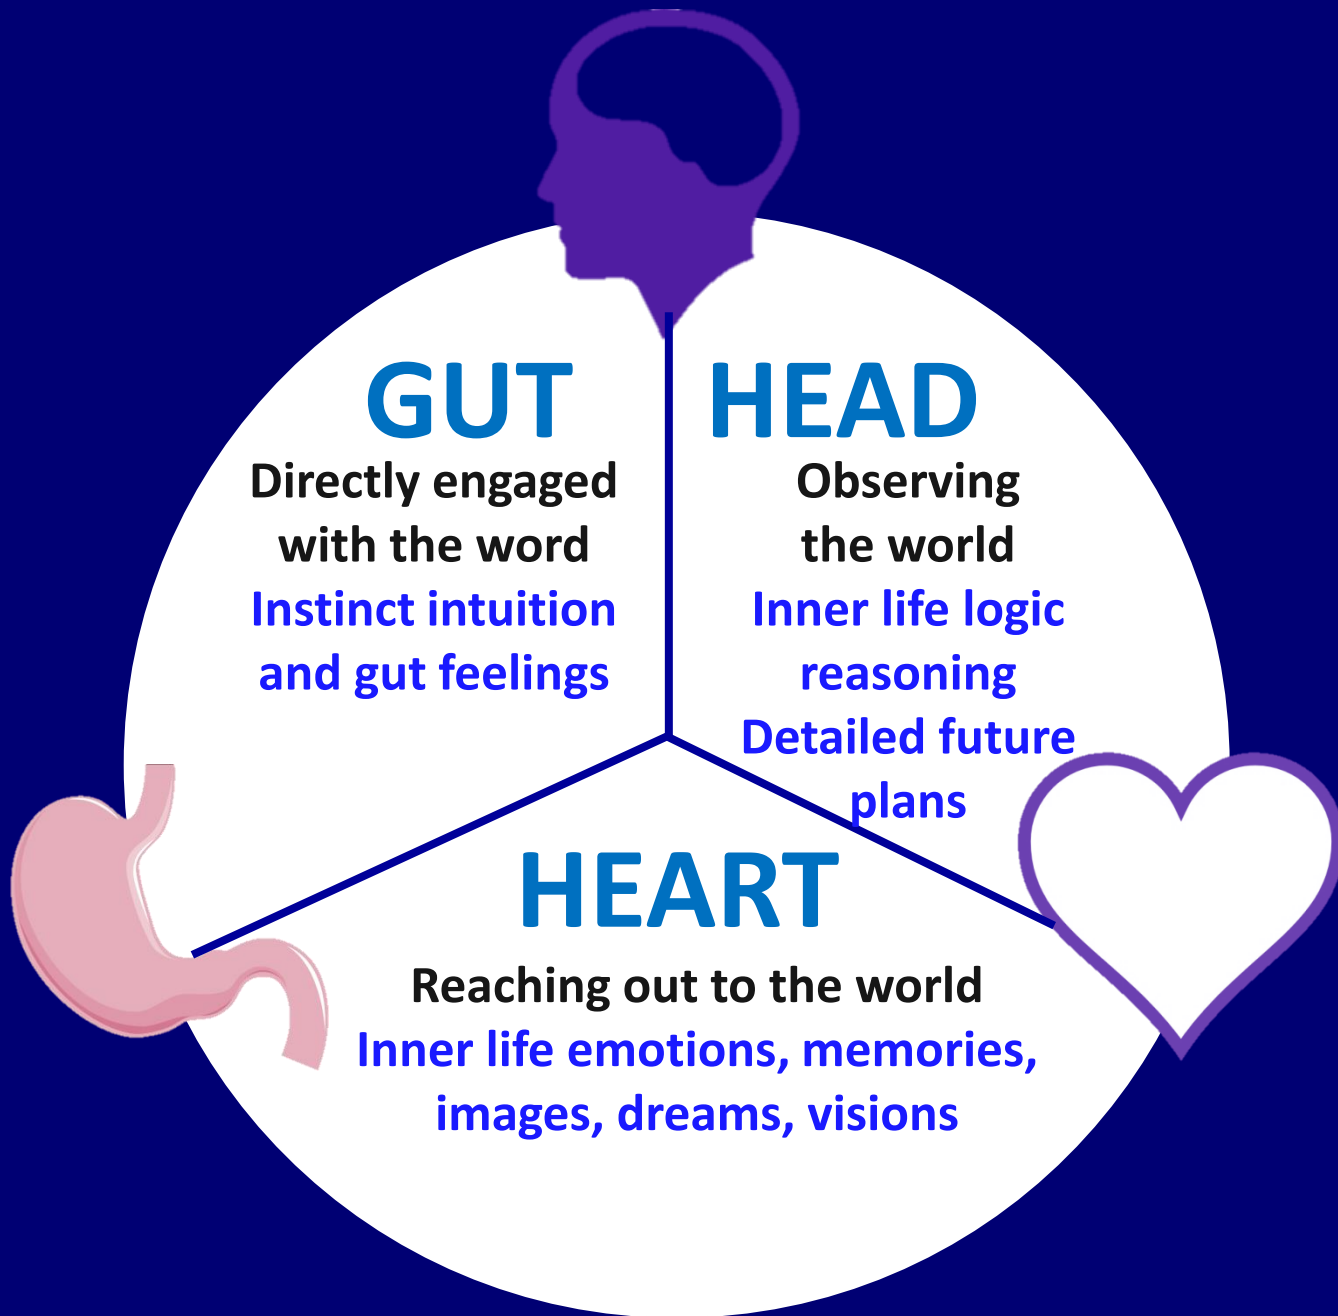 GUT
Directly engaged
with the word
Instinct intuition
and gut feelings
HEAD
Observing
the world
Inner life logic
reasoning
Detailed future
plans
HEART
Reaching out to the world
Inner life emotions, memories,
images, dreams, visions